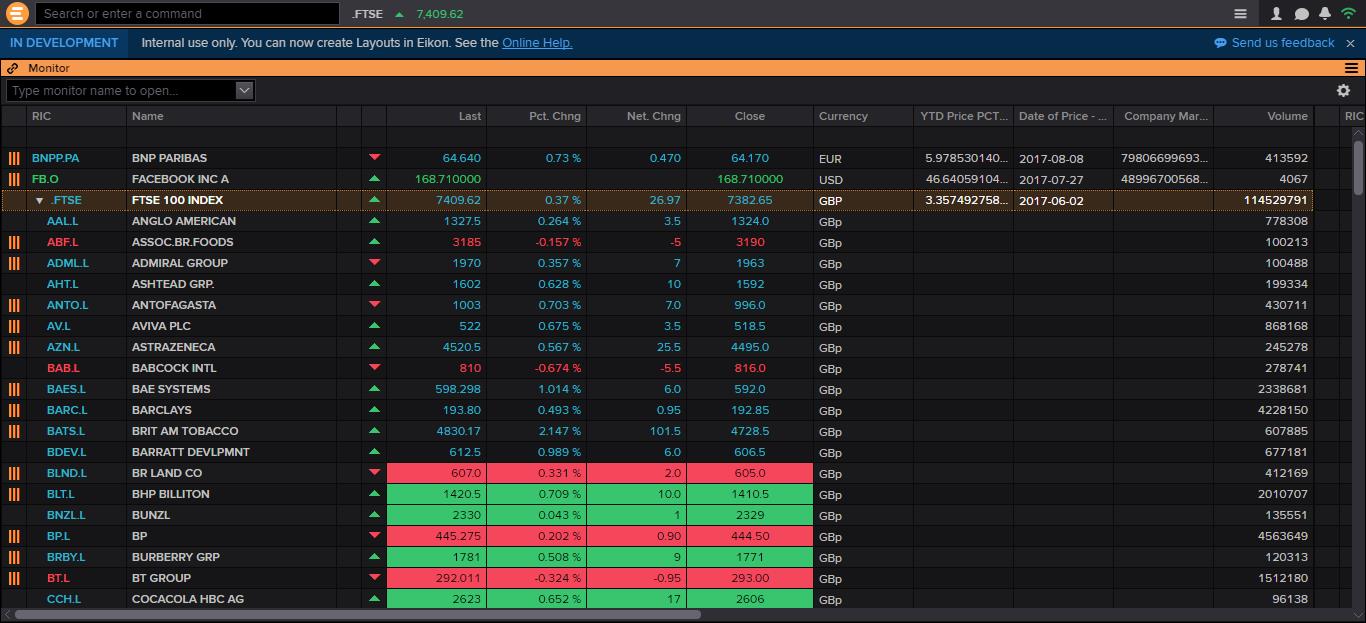 Search or enter a command .FTSE 7,409.62
IN DEVELOPMENT Internal use only. You can now create Layouts in Eikon. See the Online Help. Send us feedback
Monitor
Type monitor name to open...
RIC Name Last Pct. Chng Net. Chng Close Currency YTD Price PCT... Date of Price - ... Company Mar... Volume RIC
BNPP.PA BNP PARIBAS 64.640 0.73 % 0.470 64.170 EUR 5.978530140... 2017-08-08 79806699693... 413592
FB.O FACEBOOK INC A 168.710000 168.710000 USD 46.64059104... 2017-07-27 48996700568... 4067
.FTSE FTSE 100 INDEX 7409.62 0.37 % 26.97 7382.65 GBP 3.357492758... 2017-06-02 114529791
AAL.L ANGLO AMERICAN 1327.5 0.264 % 3.5 1324.0 GBp 778308
ABF.L ASSOC.BR.FOODS 3185 -0.157 % -5 3190 GBp 100213
ADML.L ADMIRAL GROUP 1970 0.357 % 7 1963 GBp 100488
AHT.L ASHTEAD GRP. 1602 0.628 % 10 1592 GBp 199334
ANTO.L ANTOFAGASTA 1003 0.703 % 7.0 996.0 GBp 430711
AV.L AVIVA PLC 522 0.675 % 3.5 518.5 GBp 868168
AZN.L ASTRAZENECA 4520.5 0.567 % 25.5 4495.0 GBp 245278
BAB.L BABCOCK INTL 810 -0.674 % -5.5 816.0 GBp 278741
BAES.L BAE SYSTEMS 598.298 1.014 % 6.0 592.0 GBp 2338681
BARC.L BARCLAYS 193.80 0.493 % 0.95 192.85 GBp 4228150
BATS.L BRIT AM TOBACCO 4830.17 2.147 % 101.5 4728.5 GBp 607885
BDEV.L BARRATT DEVLPMNT 612.5 0.989 % 6.0 606.5 GBp 677181
BLND.L BR LAND CO 607.0 0.331 % 2.0 605.0 GBp 412169
BLT.L BHP BILLITON 1420.5 0.709 % 10.0 1410.5 GBp 2010707
BNZL.L BUNZL 2330 0.043 % 1 2329 GBp 135551
BP.L BP 445.275 0.202 % 0.90 444.50 GBp 4563649
BRBY.L BURBERRY GRP 1781 0.508 % 9 1771 GBp 120313
BT.L BT GROUP 292.011 -0.324 % -0.95 293.00 GBp 1512180
CCH.L COCACOLA HBC AG 2623 0.652 % 17 2606 GBp 96138